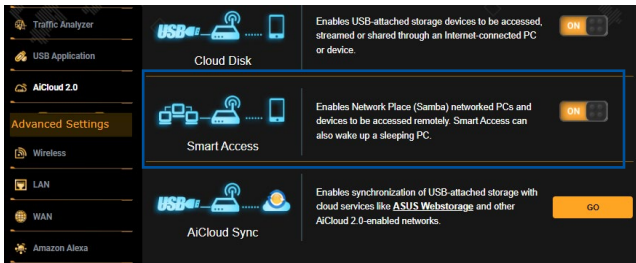 Traffic Analyzer
USB Application
AiCloud 2.0
Advanced Settings
Wireless
LAN
WAN
Amazon Alexa
USB
Cloud Disk
Enables USB-attached storage devices to be accessed,
streamed or shared through an Internet-connected PC
or device.
ON
Smart Access
Enables Network Place (Samba) networked PCs and
devices to be accessed remotely. Smart Access can
also wake up a sleeping PC.
ON
USB
AiCloud Sync
Enables synchronization of USB-attached storage with
cloud services like ASUS Webstorage and other
AiCloud 2.0-enabled networks.
GO